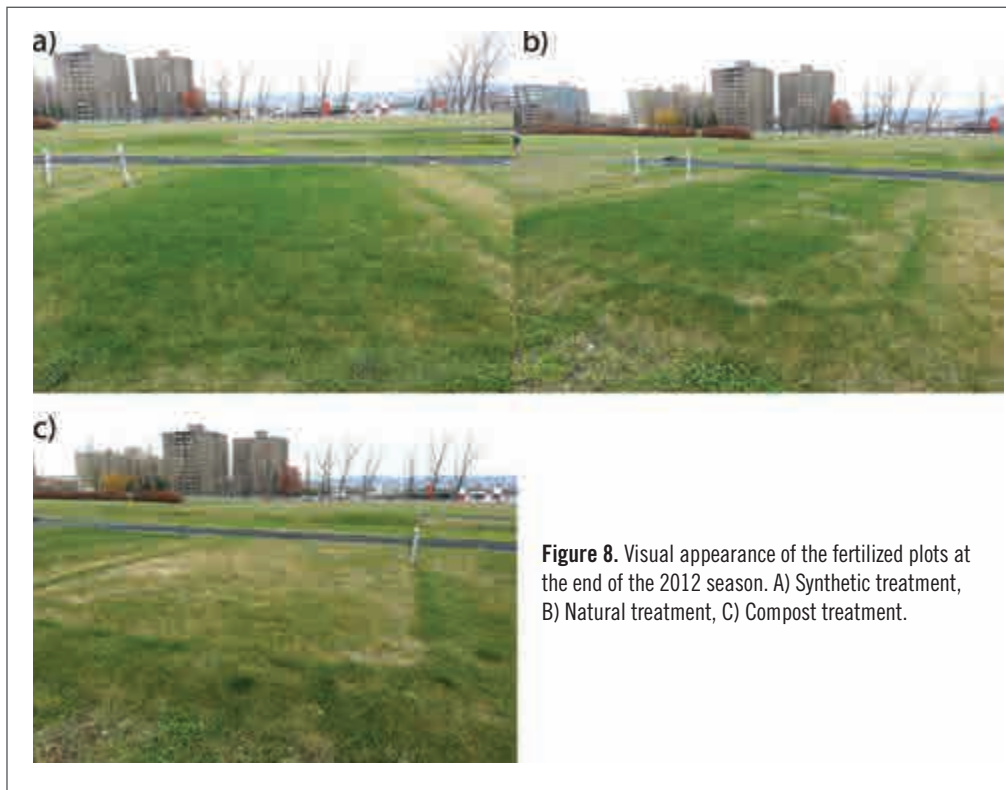 a)
b)
c)
Figure 8. Visual appearance of the fertilized plots at
the end of the 2012 season. A) Synthetic treatment,
B) Natural treatment, C) Compost treatment.